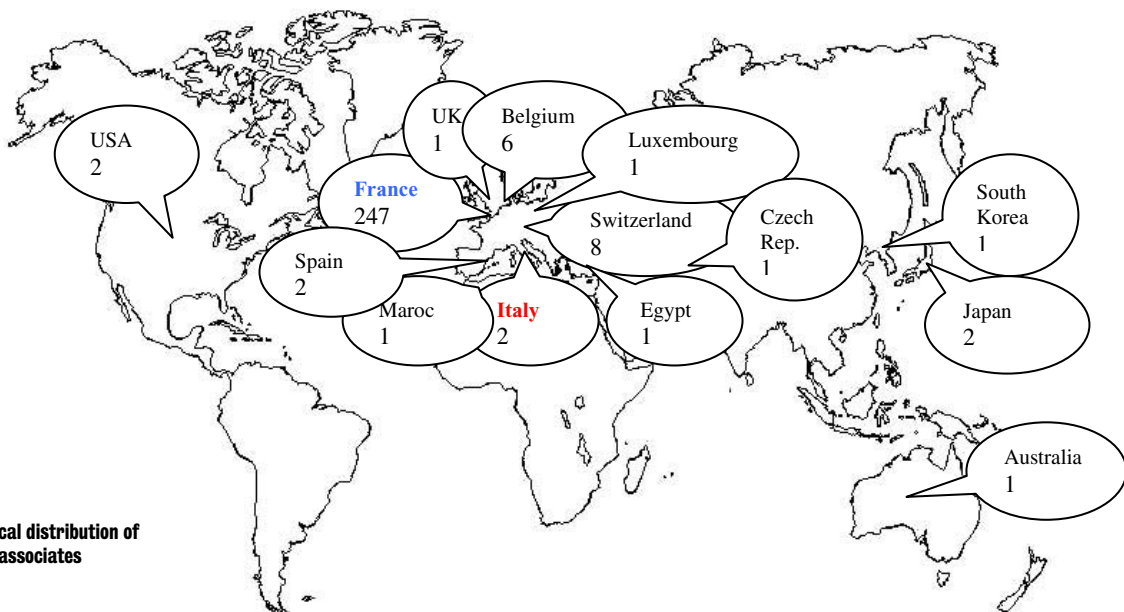 USA
2
UK
1
Belgium
6
Luxembourg
1
France
247
Switzerland
8
Czech
Rep.
1
South
Korea
1
Spain
2
Maroc
1
Italy
2
Egypt
1
Japan
2
Australia
1
cal distribution of
associates